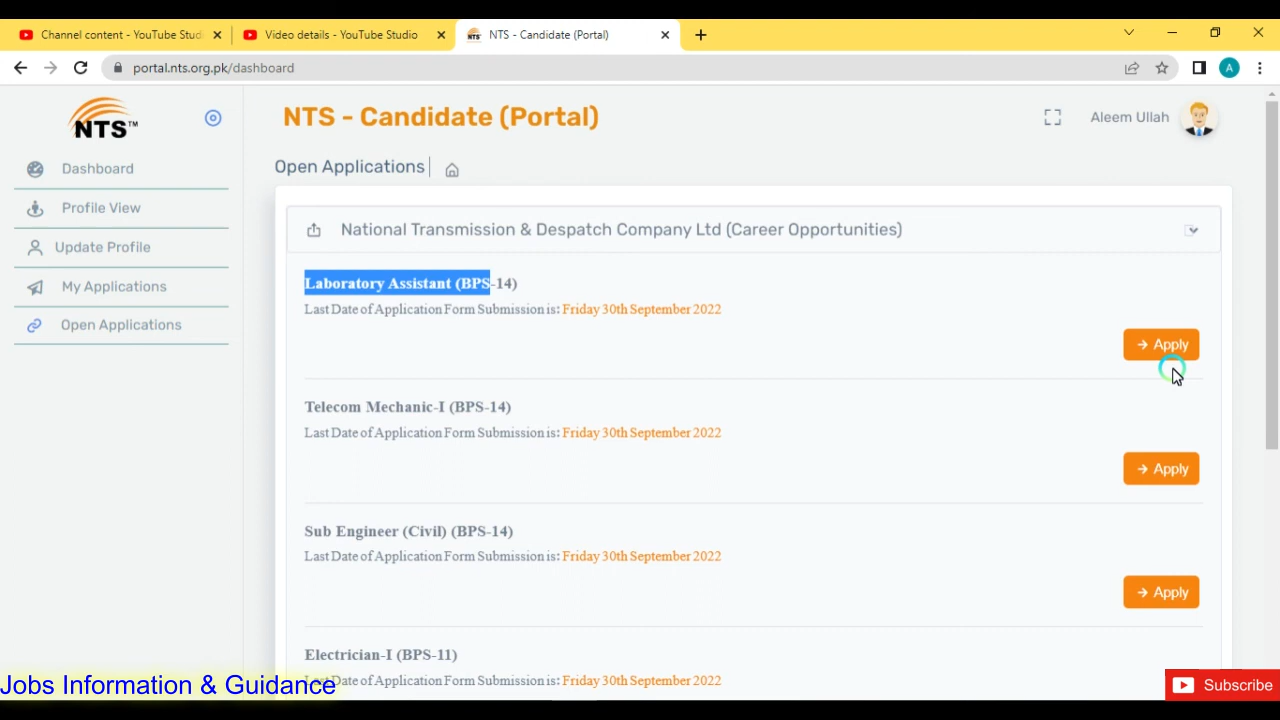 Channel content - YouTube Stud
Video details - YouTube Studio
NTS - Candidate (Portal)
portal.nts.org.pk/dashboard
A
NTS™
NTS - Candidate (Portal)
Aleem Ullah
Dashboard
Profile View
Update Profile
My Applications
Open Applications
Open Applications
National Transmission & Despatch Company Ltd (Career Opportunities)
Laboratory Assistant (BPS-14)
Last Date of Application Form Submission is: Friday 30th September 2022
Apply
Telecom Mechanic-I (BPS-14)
Last Date of Application Form Submission is: Friday 30th September 2022
Apply
Sub Engineer (Civil) (BPS-14)
Last Date of Application Form Submission is: Friday 30th September 2022
Apply
Electrician-I (BPS-11)
Last Date of Application Form Submission is: Friday 30th September 2022
Jobs Information & Guidance
Subscribe